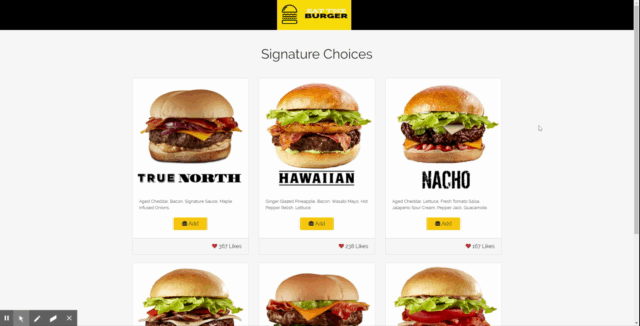 EAT THE
BURGER
Signature Choices
TRUE NORTH
Aged Cheddar, Bacon, Signature Sauce, Maple
Infused Onions
Add
367 Likes
HAWAIIAN
Ginger Glazed Pineapple, Bacon, Wasabi Mayo, Hot
Pepper Relish, Lettuce
Add
238 Likes
NACHO
Aged Cheddar, Lettuce, Fresh Tomato Salsa,
Jalapeno Sour Cream, Pepper Jack, Guacamole
Add
167 Likes